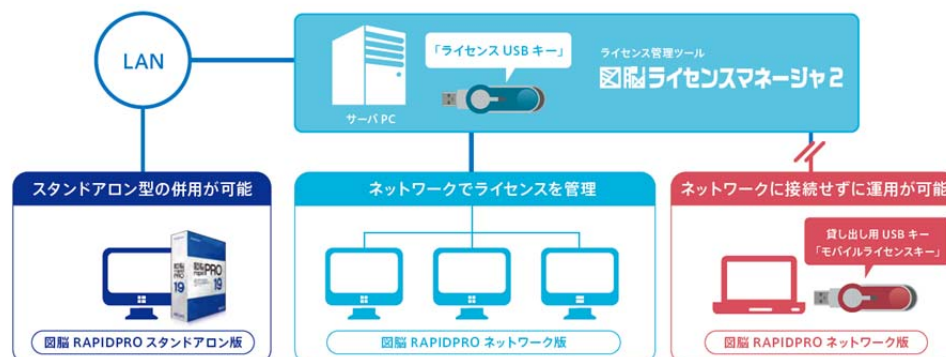 LAN
「ライセンス USB キー」
サーバ PC
ライセンス管理ツール
図脳ライセンスマネージャ2
スタンドアロン型の併用が可能
図脳
PRO
19
図脳 RAPIDPRO スタンドアロン版
ネットワークでライセンスを管理
図脳 RAPIDPRO ネットワーク版
ネットワークに接続せずに運用が可能
貸し出し用 USB キー
「モバイルライセンスキー」
図脳 RAPIDPRO ネットワーク版